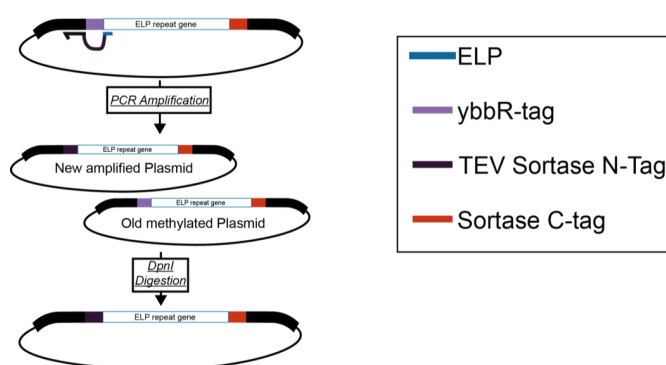 ELP repeat gene
PCR Amplification
ELP repeat gene
New amplified Plasmid
ELP repeat gene
Old methylated Plasmid
DpnI
Digestion
ELP repeat gene
ELP
ybbR-tag
TEV Sortase N-Tag
Sortase C-tag